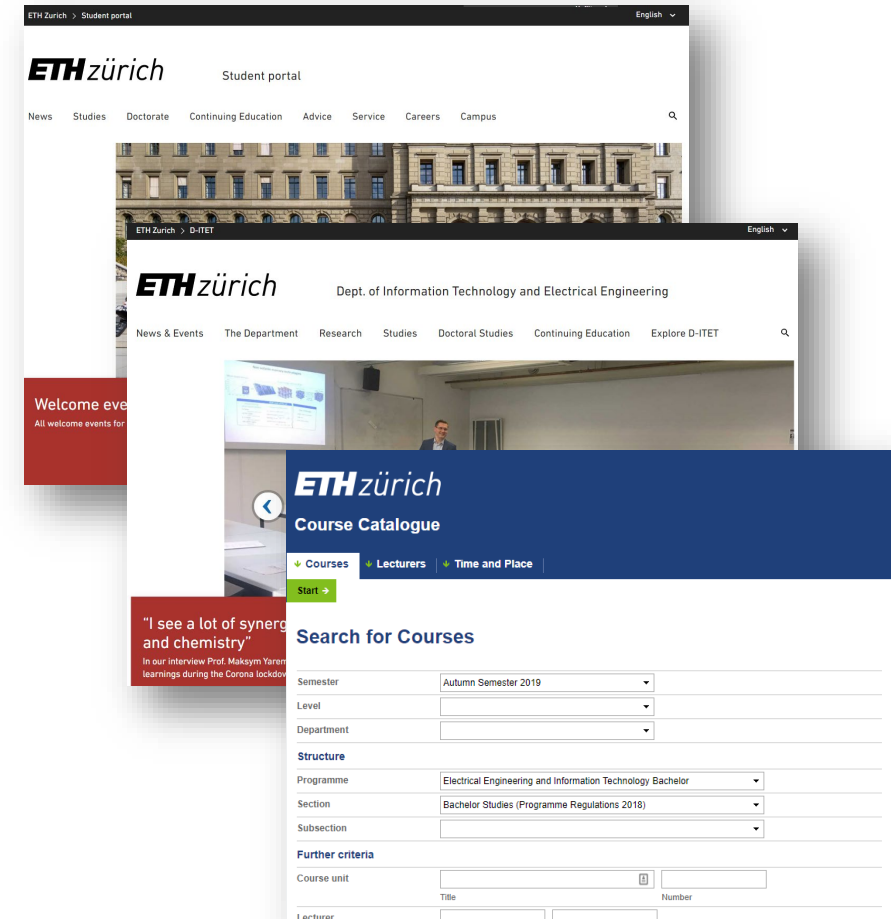 ETH Zurich > Student portal
English
ETH zürich
Student portal
News Studies Doctorate Continuing Education Advice Service Careers Campus
Welcome eve
All welcome events for
ETH Zurich > D-ITET
English
ETH zürich
Dept. of Information Technology and Electrical Engineering
News & Events The Department Research Studies Doctoral Studies Continuing Education Explore D-ITET
"I see a lot of synerg
and chemistry"
In our interview Prof. Maksym Yarem
learnings during the Corona lockdow
ETH zürich
Course Catalogue
Courses Lecturers Time and Place
Start
Search for Courses
Semester Autumn Semester 2019
Level
Department
Structure
Programme Electrical Engineering and Information Technology Bachelor
Section Bachelor Studies (Programme Regulations 2018)
Subsection
Further criteria
Course unit
Title Number
Lecturer